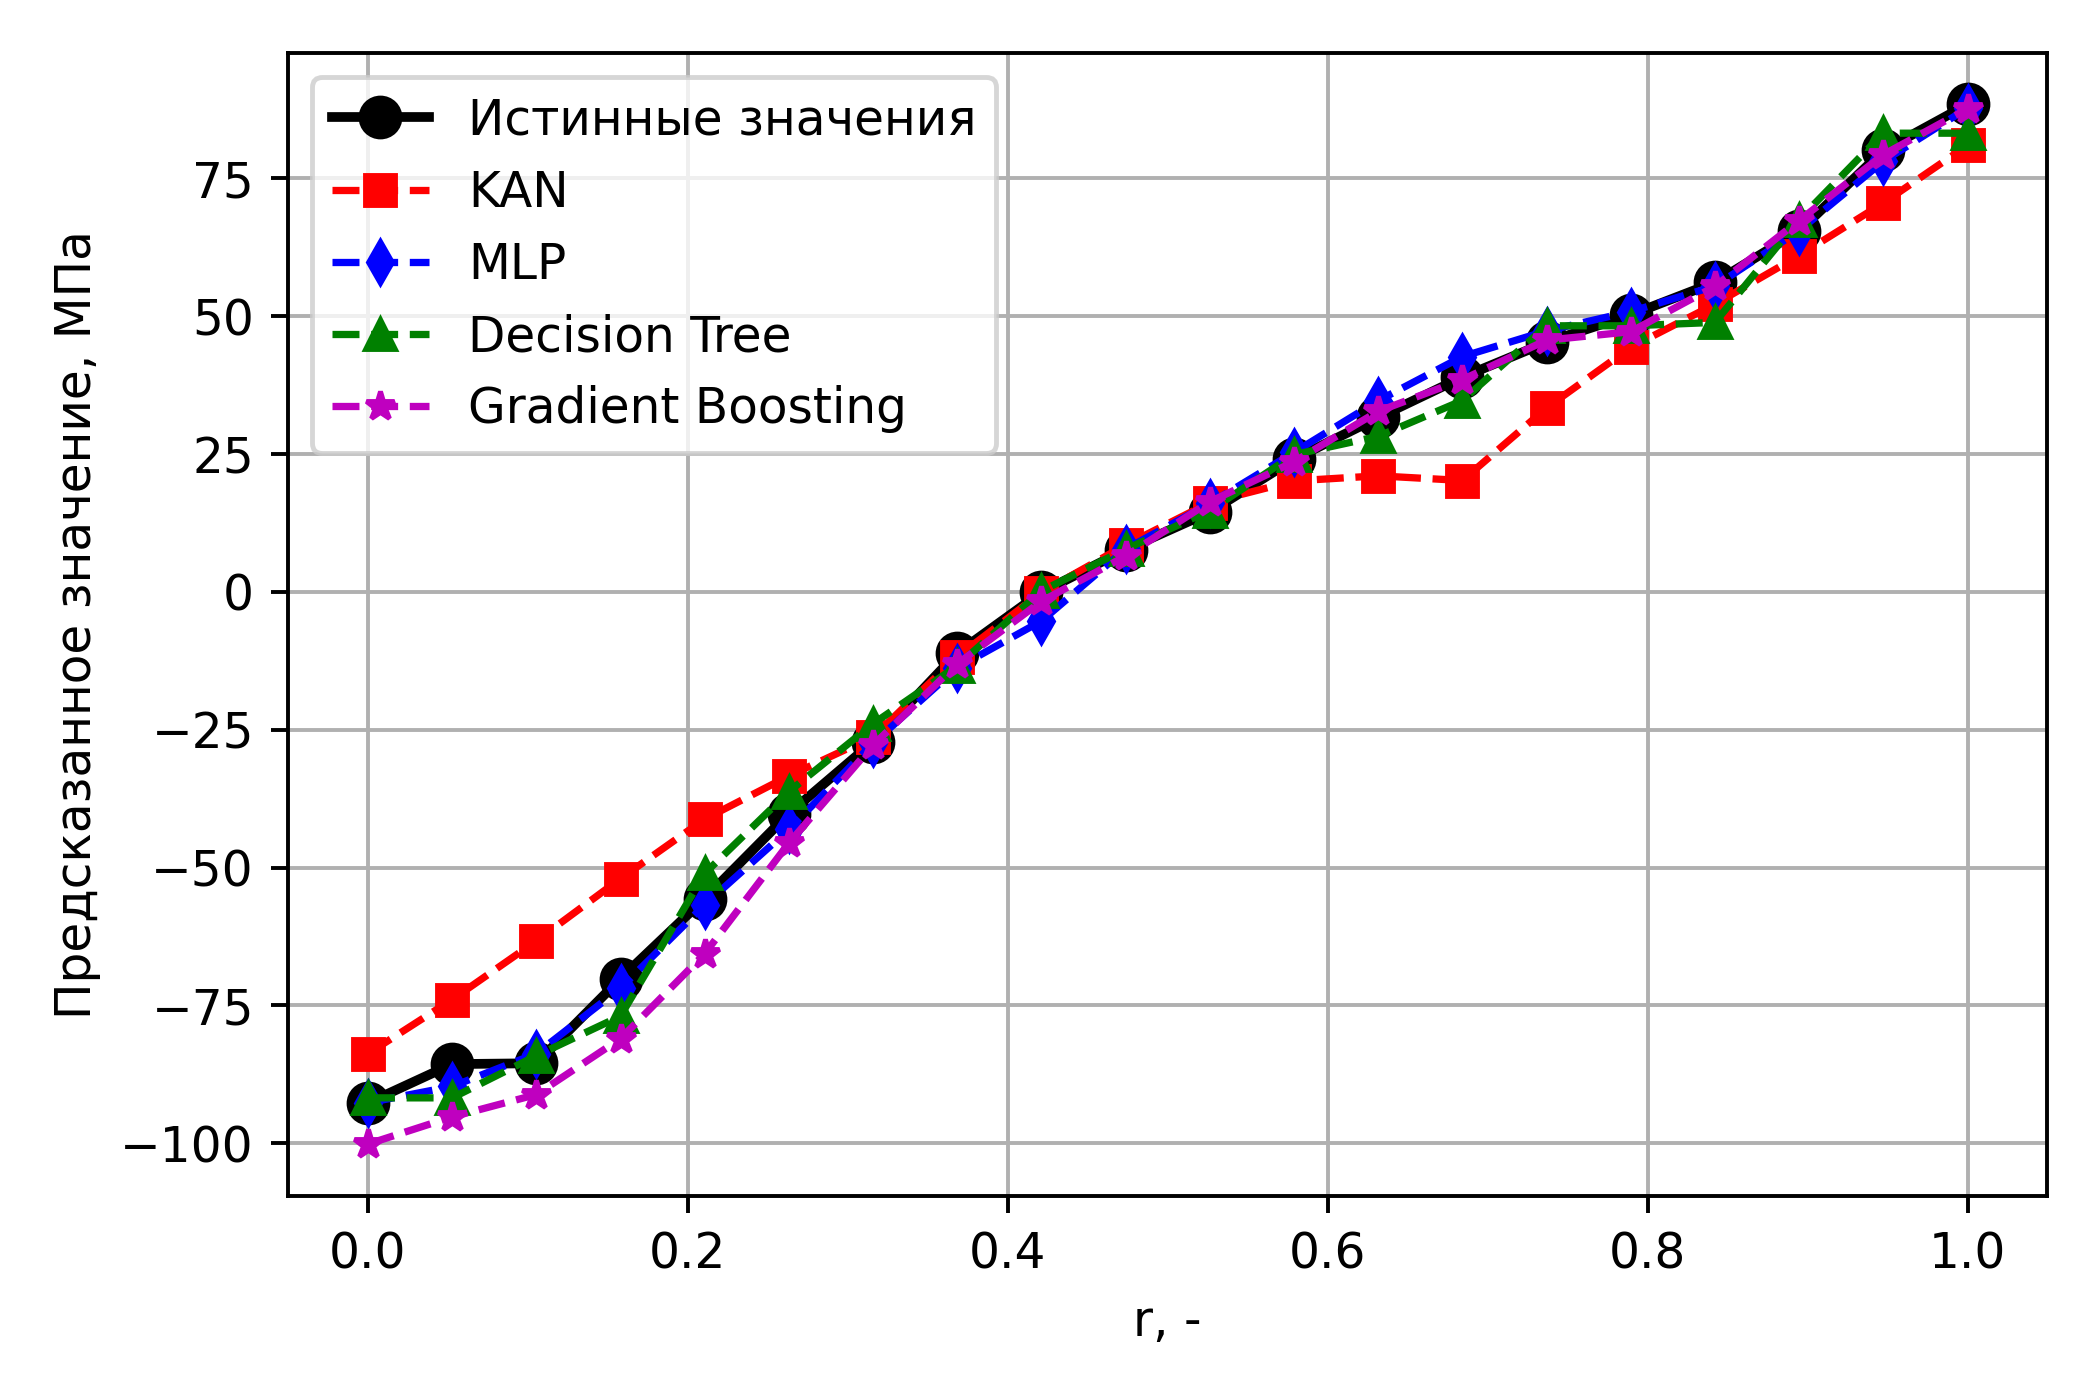 Истинные значения
KAN
MLP
Decision Tree
Gradient Boosting
Предсказанное значение, МПа
75
50
25
0
−25
−50
−75
−100
0.0 0.2 0.4 0.6 0.8 1.0
r, -